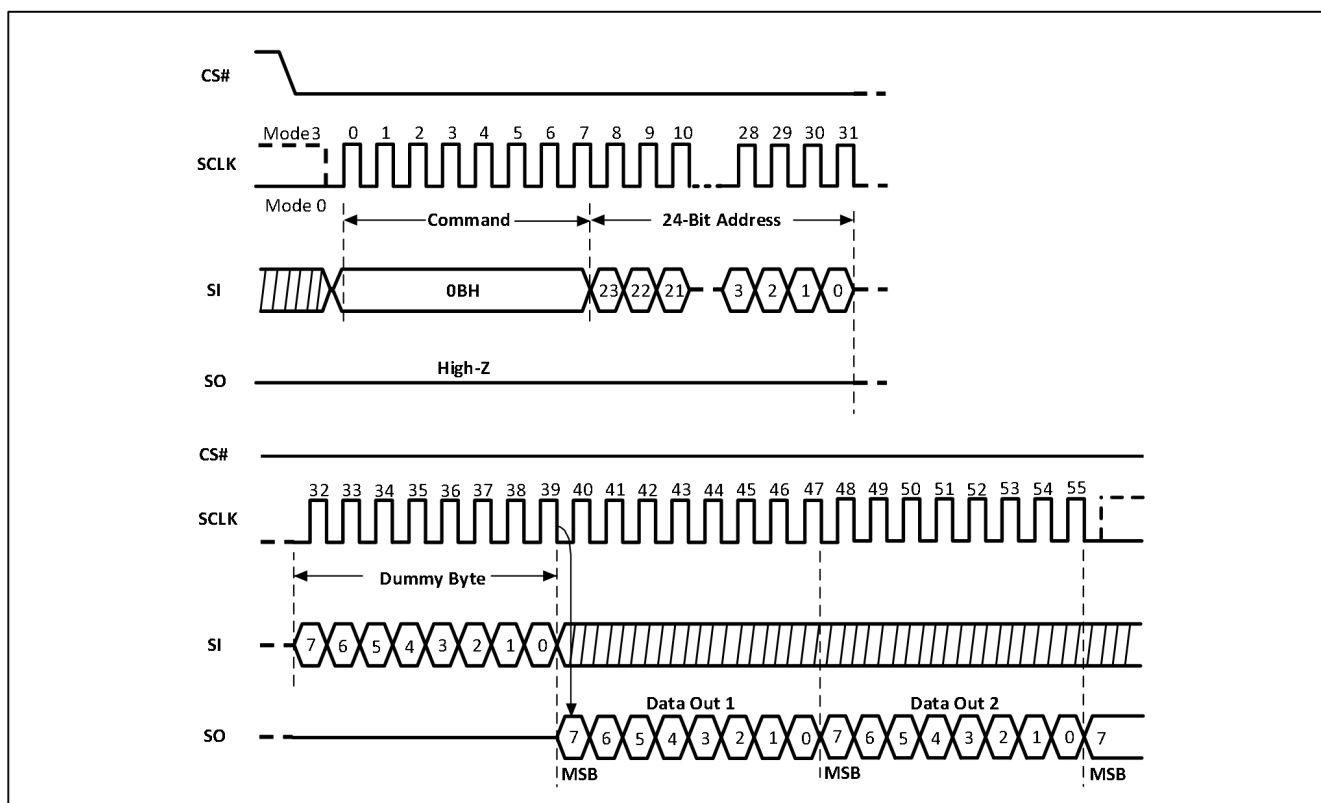 CS#
Mode 3 0 1 2 3 4 5 6 7 8 9 10 28 29 30 31
SCLK
Mode 0
Command 24-Bit Address
SI 0BH 23 22 21 3 2 1 0
High-Z
SO
CS#
32 33 34 35 36 37 38 39 40 41 42 43 44 45 46 47 48 49 50 51 52 53 54 55
SCLK
Dummy Byte
SI 7 6 5 4 3 2 1 0
Data Out 1 Data Out 2
SO 7 6 5 4 3 2 1 0 7 6 5 4 3 2 1 0 7
MSB MSB MSB